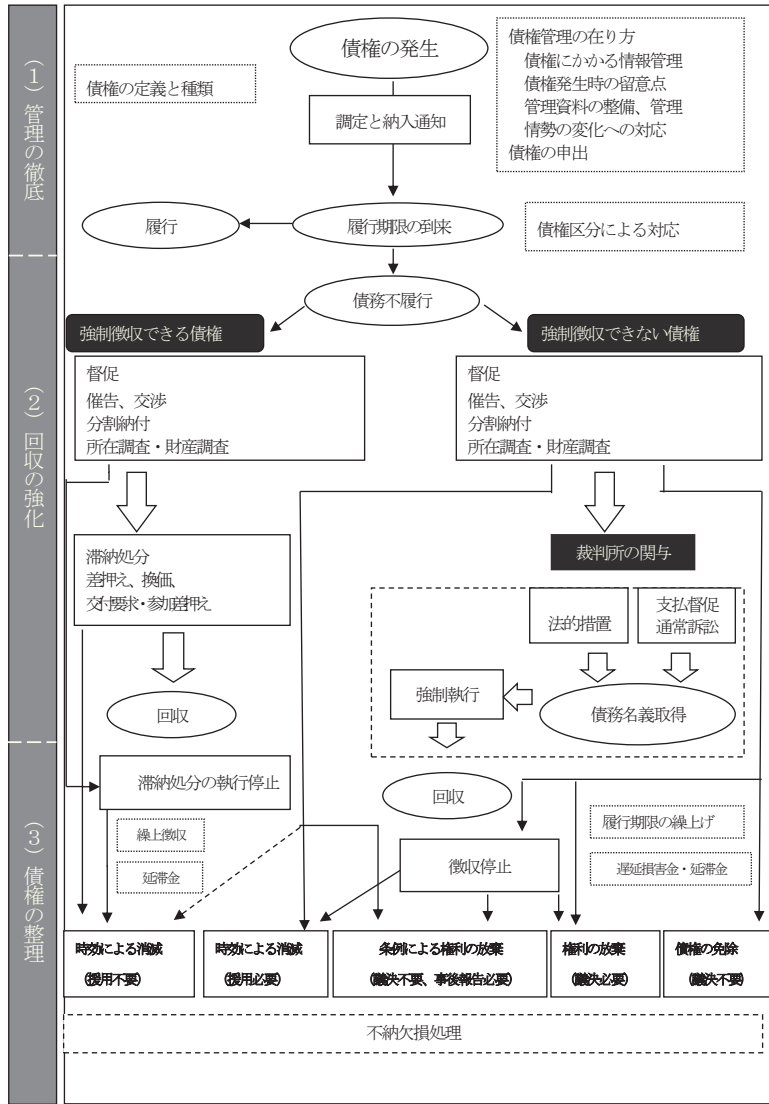 （１）管理の徹底
債権の発生
債権管理の在り方
債権にかかる情報管理
債権発生時の留意点
管理資料の整備、管理
情勢の変化への対応
債権の申出
債権の定義と種類
調定と納入通知
履行
履行期限の到来
債権区分による対応
（２）回収の強化
債務不履行
強制徴収できる債権
強制徴収できない債権
督促
催告、交渉
分割納付
所在調査・財産調査
督促
催告、交渉
分割納付
所在調査・財産調査
滞納処分
差押え、換価、
交付要求・参加差押え
裁判所の関与
法的措置
支払督促
通常訴訟
強制執行
債務名義取得
回収
（３）債権の整理
滞納処分の執行停止
回収
繰上徴収
延滞金
履行期限の繰上げ
徴収停止
遅延損害金・延滞金
時効による消滅
（援用不要）
時効による消滅
（援用必要）
条例による権利の放棄
（議決不要、事後報告必要）
権利の放棄
（議決必要）
債権の免除
（議決不要）
不納欠損処理